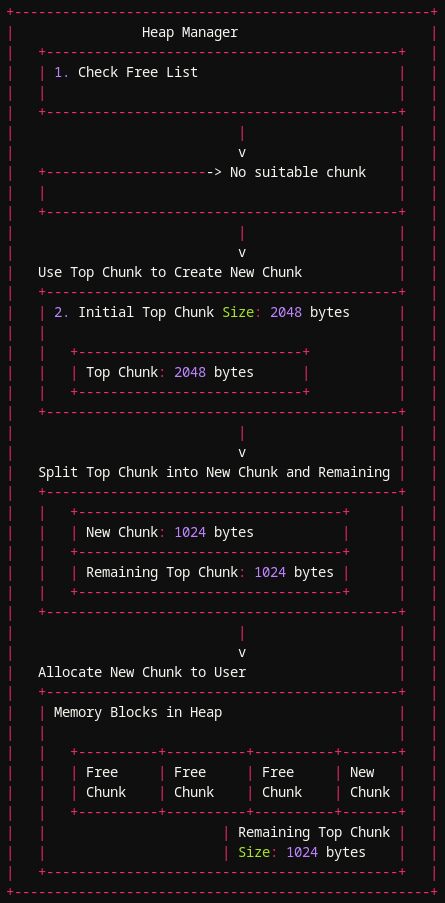 Heap Manager
1. Check Free List
v
-> No suitable chunk
v
Use Top Chunk to Create New Chunk
2. Initial Top Chunk Size: 2048 bytes
Top Chunk: 2048 bytes
v
Split Top Chunk into New Chunk and Remaining
New Chunk: 1024 bytes
Remaining Top Chunk: 1024 bytes
v
Allocate New Chunk to User
Memory Blocks in Heap
Free Free Free New
Chunk Chunk Chunk Chunk
Remaining Top Chunk
Size: 1024 bytes